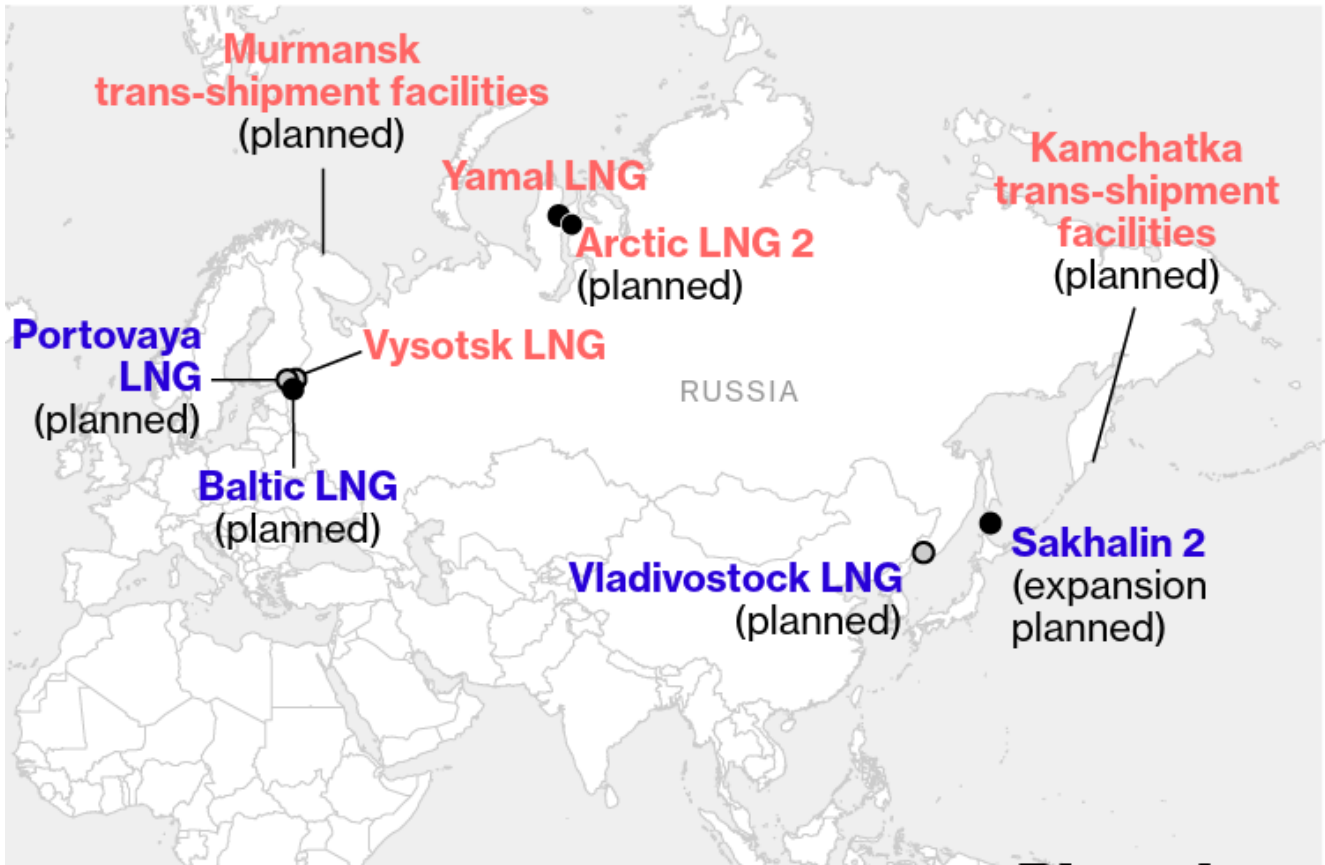 Murmansk
trans-shipment facilities
(planned)
Yamal LNG
Arctic LNG 2
(planned)
Kamchatka
trans-shipment
facilities
(planned)
Portovaya
LNG
(planned)
Vysotsk LNG
RUSSIA
Baltic LNG
(planned)
Vladivostock LNG
(planned)
Sakhalin 2
(expansion
planned)